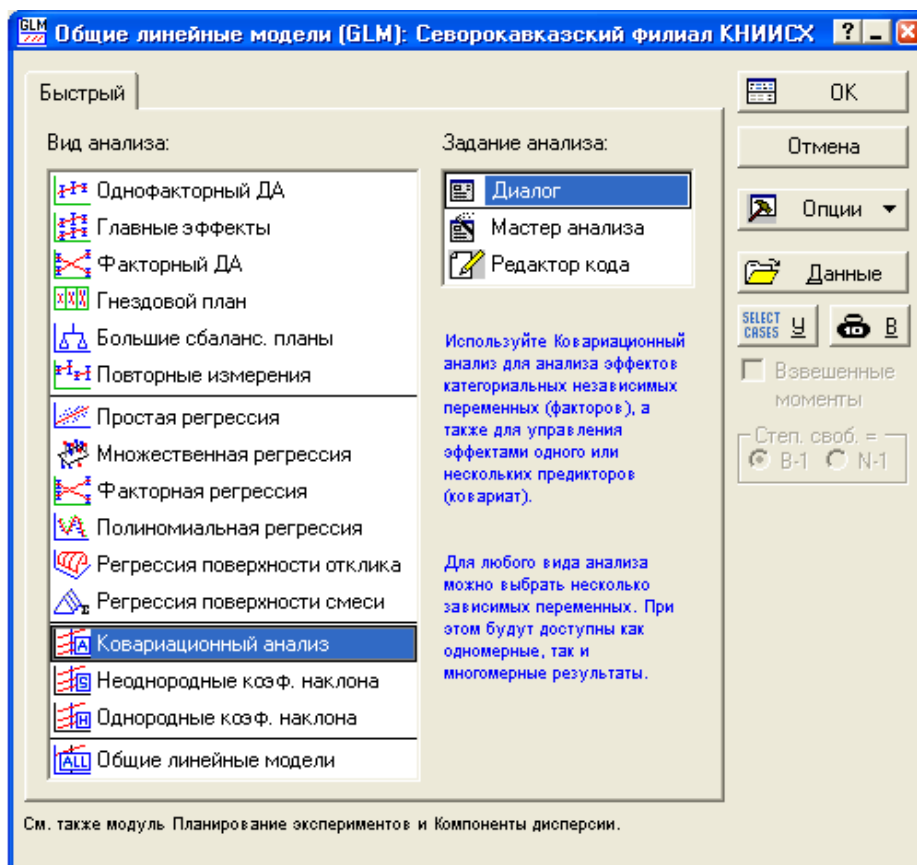 GLM Общие линейные модели (GLM): Севорокавказский филиал КНИИСХ
Быстрый
Вид анализа:
Однофакторный ДА
Главные эффекты
Факторный ДА
Гнездовой план
Большие сбаланс. планы
Повторные измерения
Простая регрессия
Множественная регрессия
Факторная регрессия
Полиномиальная регрессия
Регрессия поверхности отклика
Регрессия поверхности смеси
A Ковариационный анализ
S Неоднородные коэф. наклона
H Однородные коэф. наклона
ALL Общие линейные модели
Задание анализа:
Диалог
Мастер анализа
Редактор кода
Используйте Ковариационный
анализ для анализа эффектов
категориальных независимых
переменных (факторов), а
также для управления
эффектами одного или
нескольких предикторов
(ковариат).
Для любого вида анализа
можно выбрать несколько
зависимых переменных. При
этом будут доступны как
одномерные, так и
многомерные результаты.
OK
Отмена
Опции
Данные
SELECT
CASES У
В
Взвешенные
моменты
Степ. своб. =
В-1 N-1
См. также модуль Планирование экспериментов и Компоненты дисперсии.